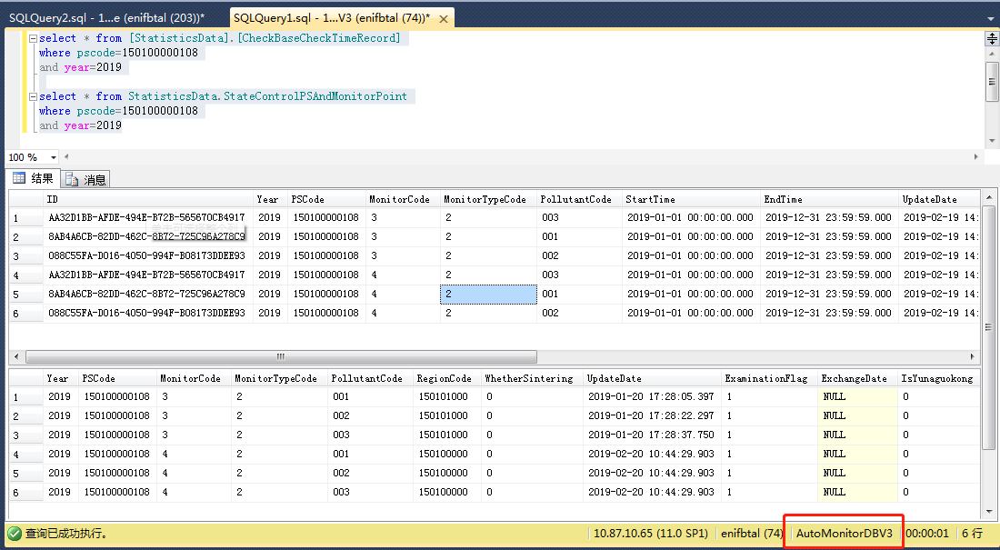 SQLQuery2.sql - 1...e (enifbtal (203))* SQLQuery1.sql - 1...V3 (enifbtal (74))*
select * from [StatisticsData].[CheckBaseCheckTimeRecord]
where pscode=150100000108
and year=2019
select * from StatisticsData.StateControlPSAndMonitorPoint
where pscode=150100000108
and year=2019
100 %
结果 消息
ID Year PSCode MonitorCode MonitorTypeCode PollutantCode StartTime EndTime UpdateDate
1 AA32D1BB-AFDE-494E-B72B-565670CB4917 2019 150100000108 3 2 003 2019-01-01 00:00:00.000 2019-12-31 23:59:59.000 2019-02-19 14:
2 8AB4A6CB-82DD-462C-8B72-725C96A278C9 2019 150100000108 3 2 001 2019-01-01 00:00:00.000 2019-12-31 23:59:59.000 2019-02-19 14:
3 088C55FA-D016-4050-994F-B08173DDEE93 2019 150100000108 3 2 002 2019-01-01 00:00:00.000 2019-12-31 23:59:59.000 2019-02-19 14:
4 AA32D1BB-AFDE-494E-B72B-565670CB4917 2019 150100000108 4 2 003 2019-01-01 00:00:00.000 2019-12-31 23:59:59.000 2019-02-19 14:
5 8AB4A6CB-82DD-462C-8B72-725C96A278C9 2019 150100000108 4 2 001 2019-01-01 00:00:00.000 2019-12-31 23:59:59.000 2019-02-19 14:
6 088C55FA-D016-4050-994F-B08173DDEE93 2019 150100000108 4 2 002 2019-01-01 00:00:00.000 2019-12-31 23:59:59.000 2019-02-19 14:
Year PSCode MonitorCode MonitorTypeCode PollutantCode RegionCode WhetherSintering UpdateDate ExaminationFlag ExchangeDate IsYunaguokong
1 2019 150100000108 3 2 001 150101000 0 2019-01-20 17:28:05.397 1 NULL 0
2 2019 150100000108 3 2 002 150101000 0 2019-01-20 17:28:22.297 1 NULL 0
3 2019 150100000108 3 2 003 150101000 0 2019-01-20 17:28:37.750 1 NULL 0
4 2019 150100000108 4 2 001 150100000 0 2019-02-20 10:44:29.903 1 NULL 0
5 2019 150100000108 4 2 002 150100000 0 2019-02-20 10:44:29.903 1 NULL 0
6 2019 150100000108 4 2 003 150100000 0 2019-02-20 10:44:29.903 1 NULL 0
查询已成功执行。 10.87.10.65 (11.0 SP1) enifbtal (74) AutoMonitorDBV3 00:00:01 6 行